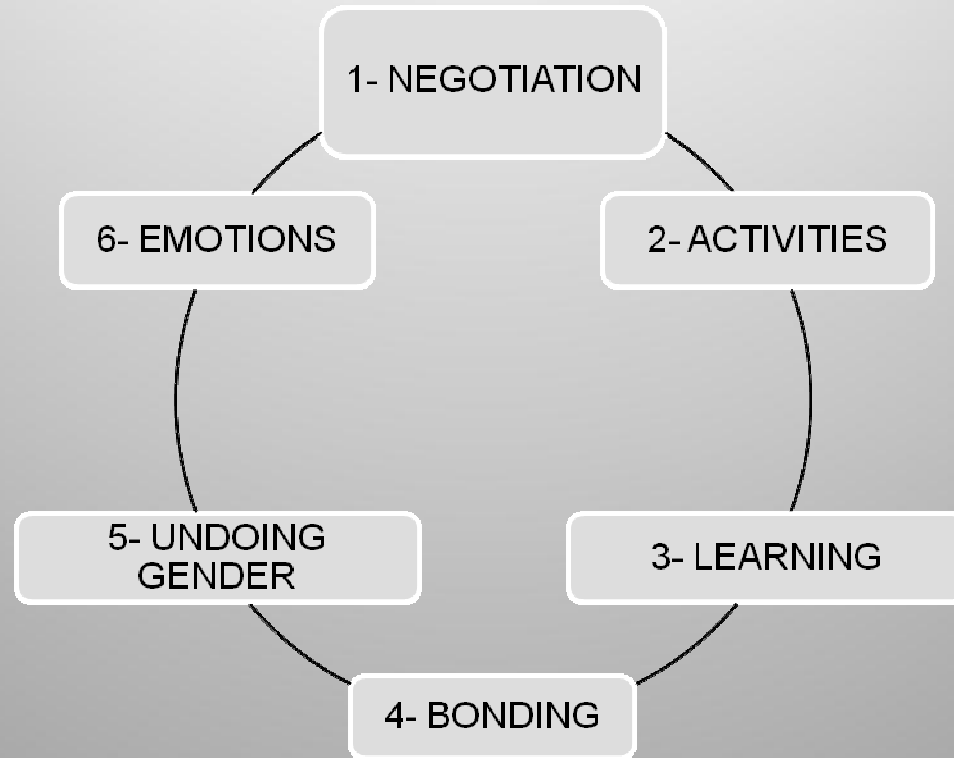 1- NEGOTIATION
2- ACTIVITIES
3- LEARNING
4- BONDING
5- UNDOING
GENDER
6- EMOTIONS